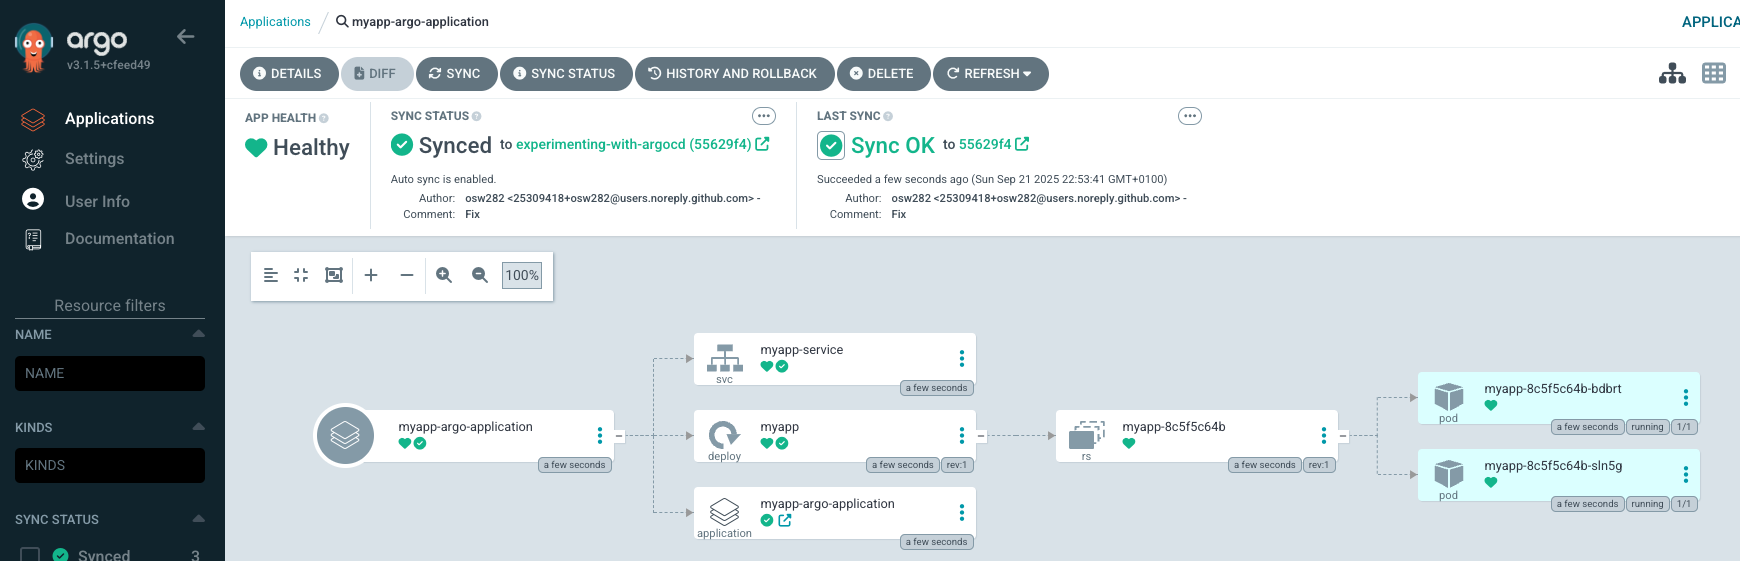 argo
v3.1.5+cfeed49
Applications
Settings
User Info
Documentation
Resource filters
NAME
NAME
KINDS
KINDS
SYNC STATUS
Synced 3
Applications / myapp-argo-application
APPLICA
DETAILS DIFF SYNC SYNC STATUS HISTORY AND ROLLBACK DELETE REFRESH
APP HEALTH
Healthy
SYNC STATUS
Synced to experimenting-with-argocd (55629f4)
Auto sync is enabled.
Author: osw282 <25309418+osw282@users.noreply.github.com> -
Comment: Fix
LAST SYNC
Sync OK to 55629f4
Succeeded a few seconds ago (Sun Sep 21 2025 22:53:41 GMT+0100)
Author: osw282 <25309418+osw282@users.noreply.github.com> -
Comment: Fix
100%
myapp-argo-application
a few seconds
myapp-service
svc
a few seconds
myapp
deploy
a few seconds rev:1
myapp-argo-application
application
a few seconds
myapp-8c5f5c64b
rs
a few seconds rev:1
myapp-8c5f5c64b-bdbrt
pod
a few seconds running 1/1
myapp-8c5f5c64b-sln5g
pod
a few seconds running 1/1